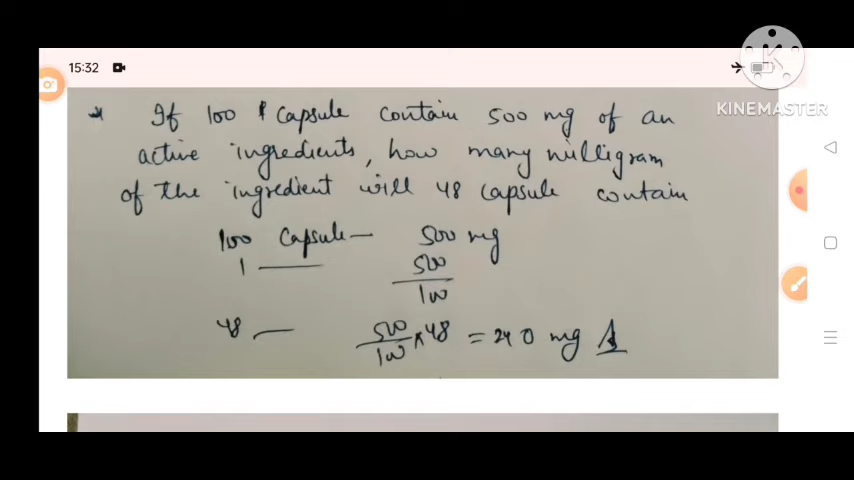 15:32
KINEMASTER
If 100 capsule contain 500 mg of an
active ingredients, how many milligram
of the ingredient will 48 capsule contain
100 capsule — 500 mg
1 — 500
100
48 — 500/100 × 48 = 240 mg